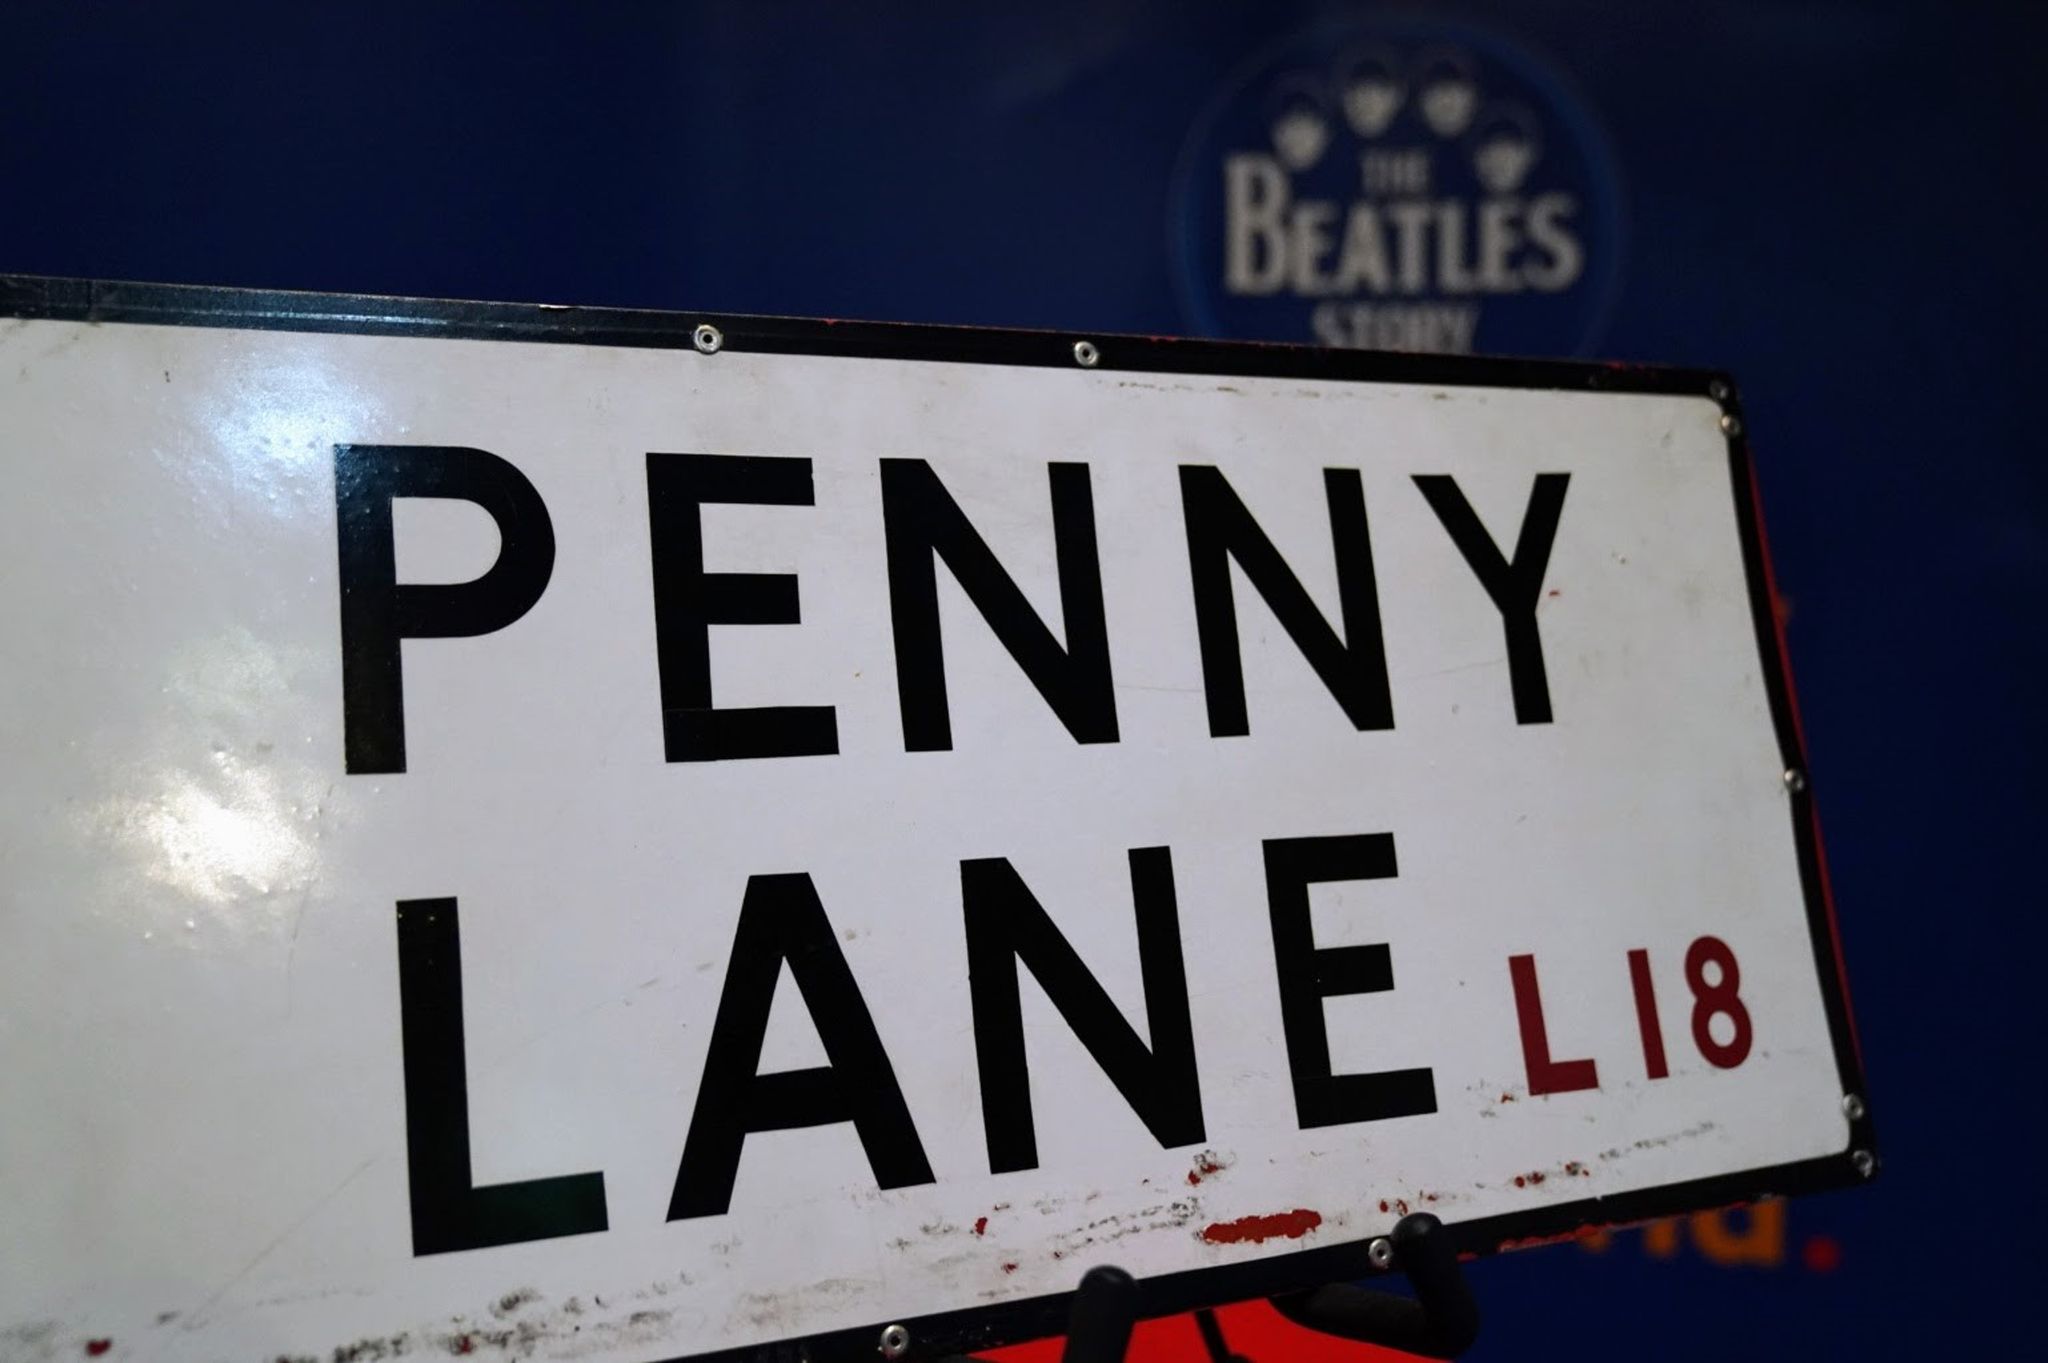 THE
BEATLES
STORY
PENNY
LANE L18